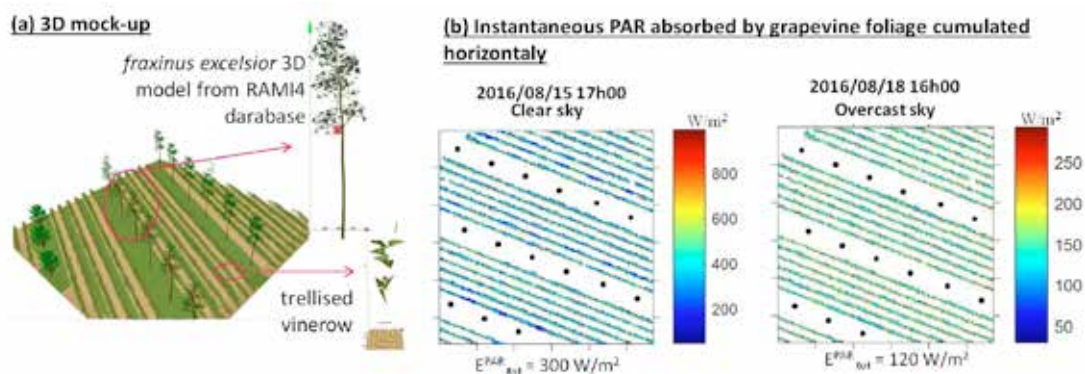 (a) 3D mock-up
fraxinus excelsior 3D
model from RAMI4
darabase
trellised
vinerow
(b) Instantaneous PAR absorbed by grapevine foliage cumulated
horizontaly
2016/08/15 17h00
Clear sky
W/m²
800
600
400
200
E^PAR_tot = 300 W/m²
2016/08/18 16h00
Overcast sky
W/m²
250
200
150
100
50
E^PAR_tot = 120 W/m²